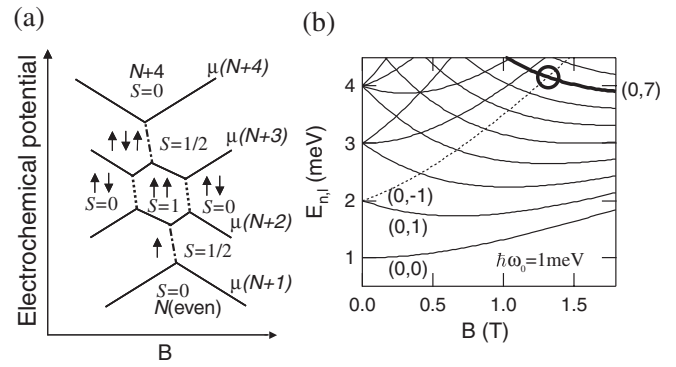 (a)
Electrochemical potential
N+4
S=0
μ(N+4)
↑↓↑
S=1/2
μ(N+3)
↑↓
S=0
↑↑
S=1
↑↓
S=0
μ(N+2)
↑
S=1/2
μ(N+1)
S=0
N(even)
B
(b)
E_{n,l} (meV)
4
3
2
1
(0,7)
(0,-1)
(0,1)
(0,0)
ħω₀=1meV
0.0
0.5
1.0
1.5
B (T)